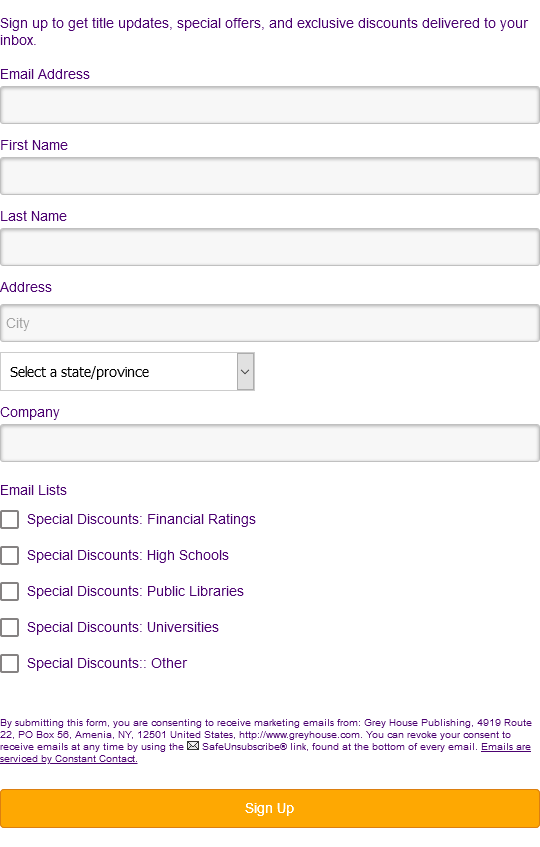 Sign up to get title updates, special offers, and exclusive discounts delivered to your
inbox.
Email Address
First Name
Last Name
Address
City
Select a state/province
Company
Email Lists
Special Discounts: Financial Ratings
Special Discounts: High Schools
Special Discounts: Public Libraries
Special Discounts: Universities
Special Discounts:: Other
By submitting this form, you are consenting to receive marketing emails from: Grey House Publishing, 4919 Route
22, PO Box 56, Amenia, NY, 12501 United States, http://www.greyhouse.com. You can revoke your consent to
receive emails at any time by using the SafeUnsubscribe® link, found at the bottom of every email. Emails are
serviced by Constant Contact.
Sign Up